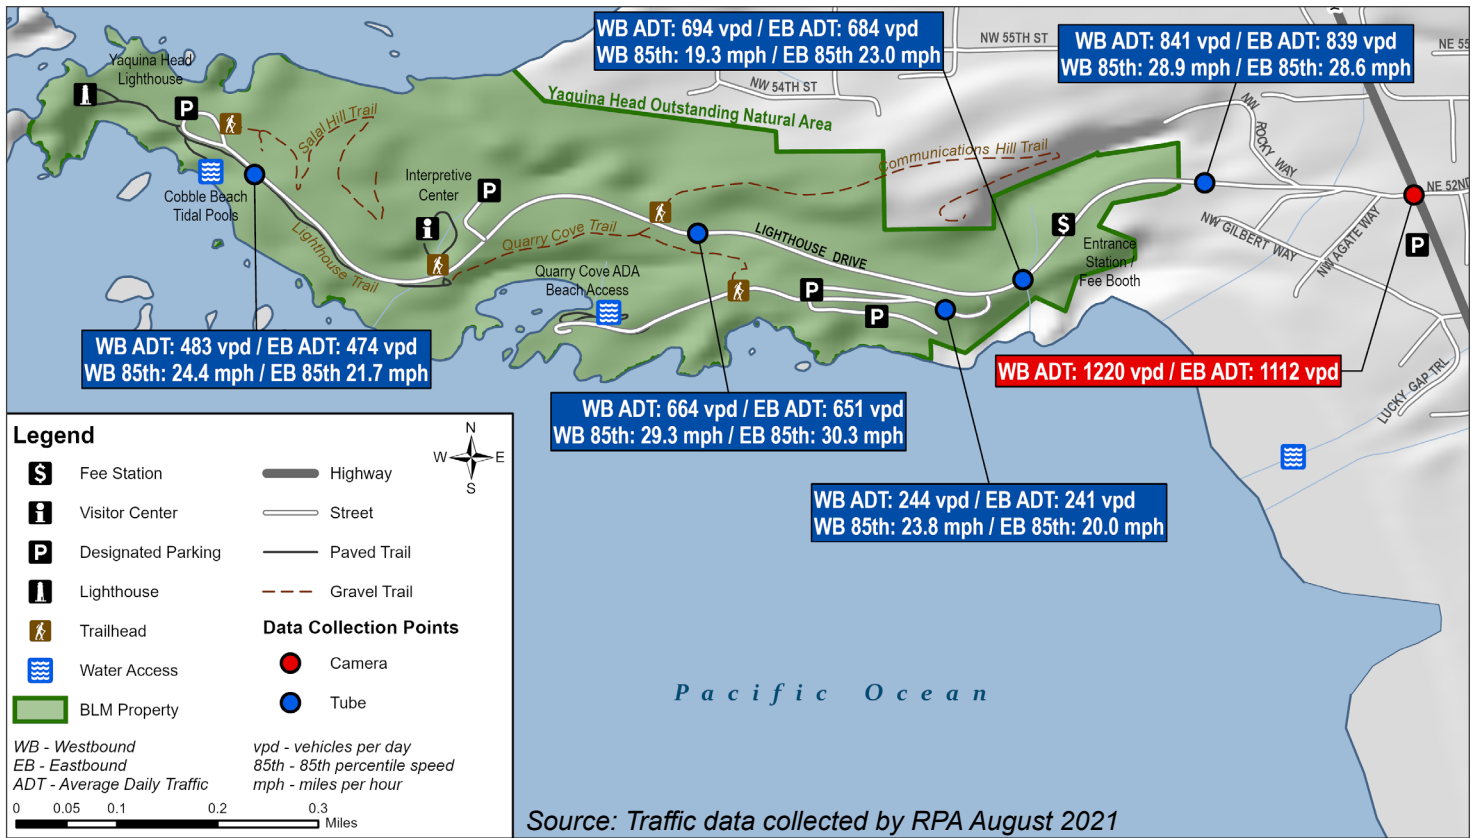 WB ADT: 694 vpd / EB ADT: 684 vpd
WB 85th: 19.3 mph / EB 85th 23.0 mph
WB ADT: 841 vpd / EB ADT: 839 vpd
WB 85th: 28.9 mph / EB 85th: 28.6 mph
NW 55TH ST
NE 55
NW 54TH ST
Yaquina Head
Lighthouse
P
Salal Hill Trail
Yaquina Head Outstanding Natural Area
Communications Hill Trail
NW ROCKY WAY
NE 52ND
Interpretive
Center
P
Cobble Beach
Tidal Pools
Lighthouse Trail
Quarry Cove Trail
LIGHTHOUSE DRIVE
$
NW GILBERT WAY
NW AGATE WAY
P
Entrance
Station /
Fee Booth
Quarry Cove ADA
Beach Access
P
P
WB ADT: 483 vpd / EB ADT: 474 vpd
WB 85th: 24.4 mph / EB 85th 21.7 mph
WB ADT: 1220 vpd / EB ADT: 1112 vpd
LUCKY GAP TRL
WB ADT: 664 vpd / EB ADT: 651 vpd
WB 85th: 29.3 mph / EB 85th: 30.3 mph
WB ADT: 244 vpd / EB ADT: 241 vpd
WB 85th: 23.8 mph / EB 85th: 20.0 mph
Legend
N
W E
S
$ Fee Station
Highway
i Visitor Center
Street
P Designated Parking
Paved Trail
Lighthouse
Gravel Trail
Trailhead
Data Collection Points
Water Access
Camera
BLM Property
Tube
WB - Westbound
vpd - vehicles per day
EB - Eastbound
85th - 85th percentile speed
ADT - Average Daily Traffic
mph - miles per hour
0 0.05 0.1 0.2 0.3
Miles
Pacific Ocean
Source: Traffic data collected by RPA August 2021